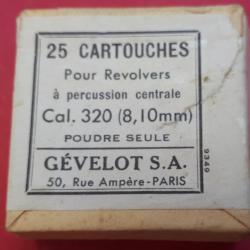 25 CARTOUCHES
Pour Revolvers
à percussion centrale
Cal. 320 (8,10mm)
POUDRE SEULE
GÉVELOT S.A.
50, Rue Ampère-PARIS
9349